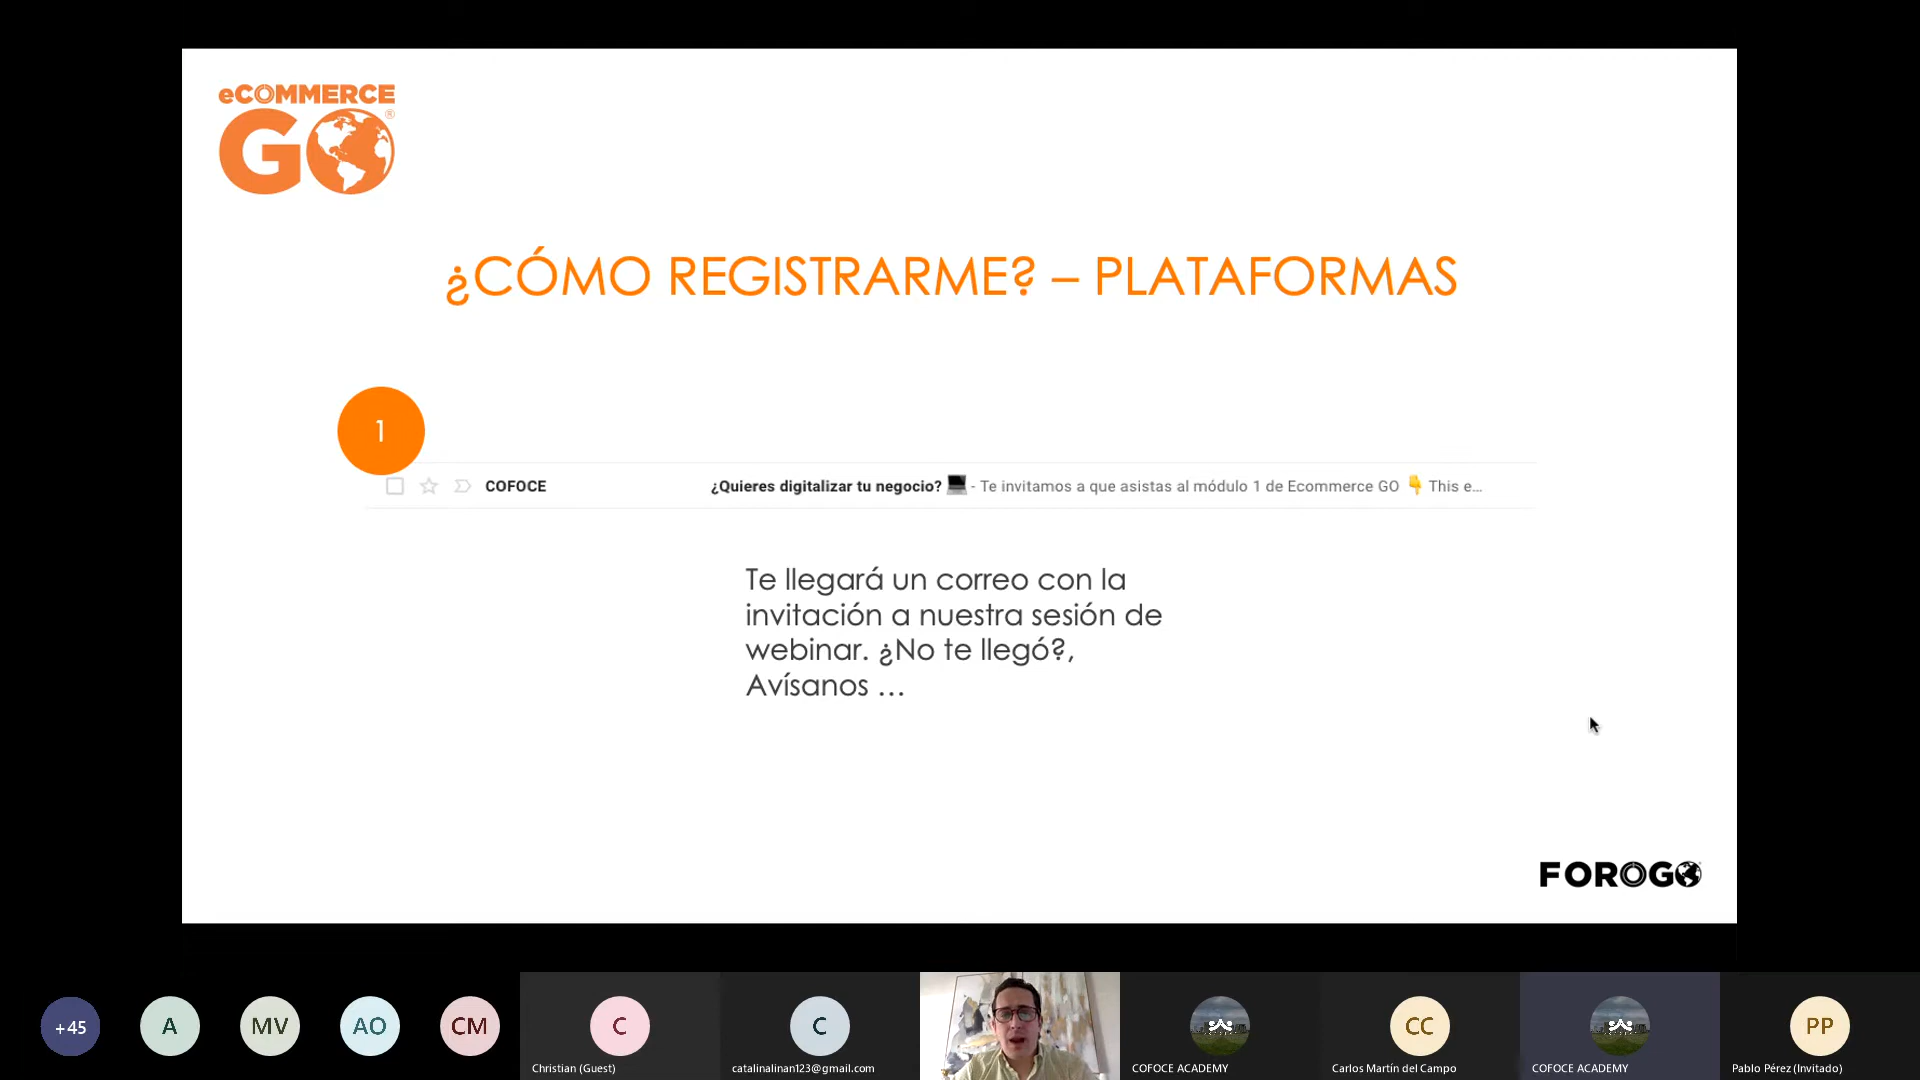 eCOMMERCE
GO
®
¿CÓMO REGISTRARME? – PLATAFORMAS
1
COFOCE ¿Quieres digitalizar tu negocio? 💻 - Te invitamos a que asistas al módulo 1 de Ecommerce GO 👇 This e...
Te llegará un correo con la
invitación a nuestra sesión de
webinar. ¿No te llegó?,
Avísanos ...
FOROGO
+45 A MV AO CM C C CC PP
Christian (Guest) catalinalinan123@gmail.com COFOCE ACADEMY Carlos Martín del Campo COFOCE ACADEMY Pablo Pérez (Invitado)